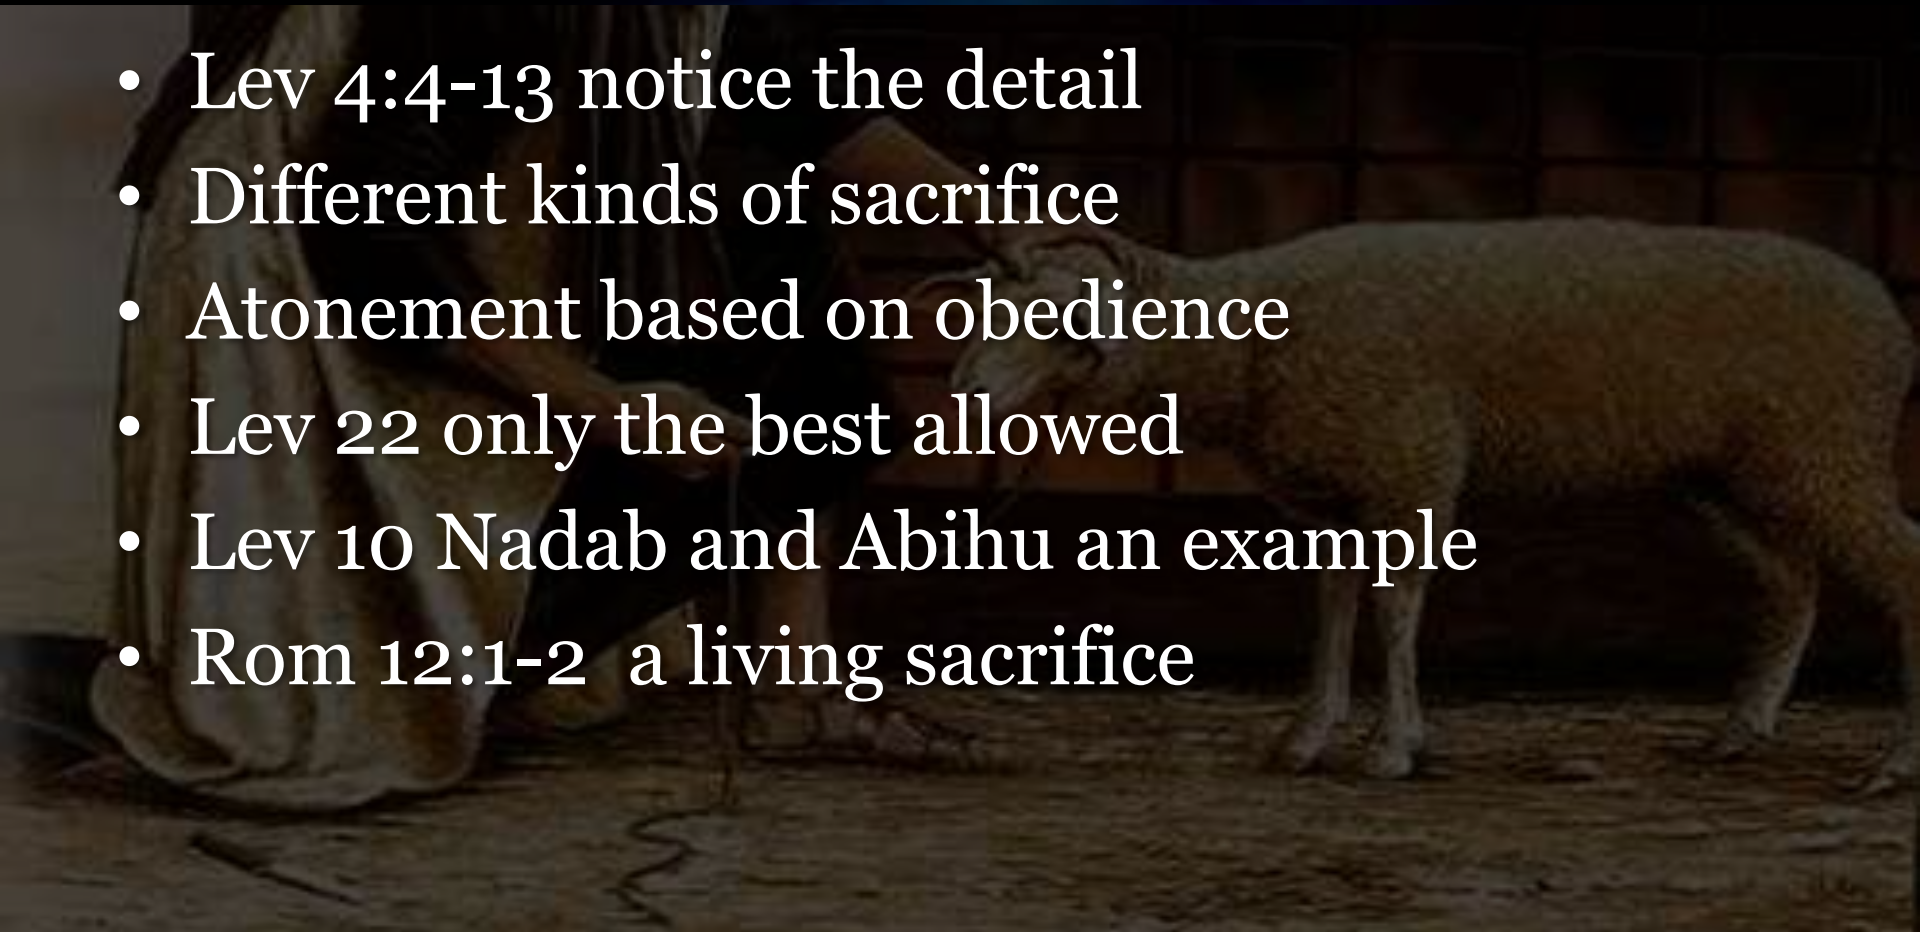 • Lev 4:4-13 notice the detail
• Different kinds of sacrifice
• Atonement based on obedience
• Lev 22 only the best allowed
• Lev 10 Nadab and Abihu an example
• Rom 12:1-2  a living sacrifice